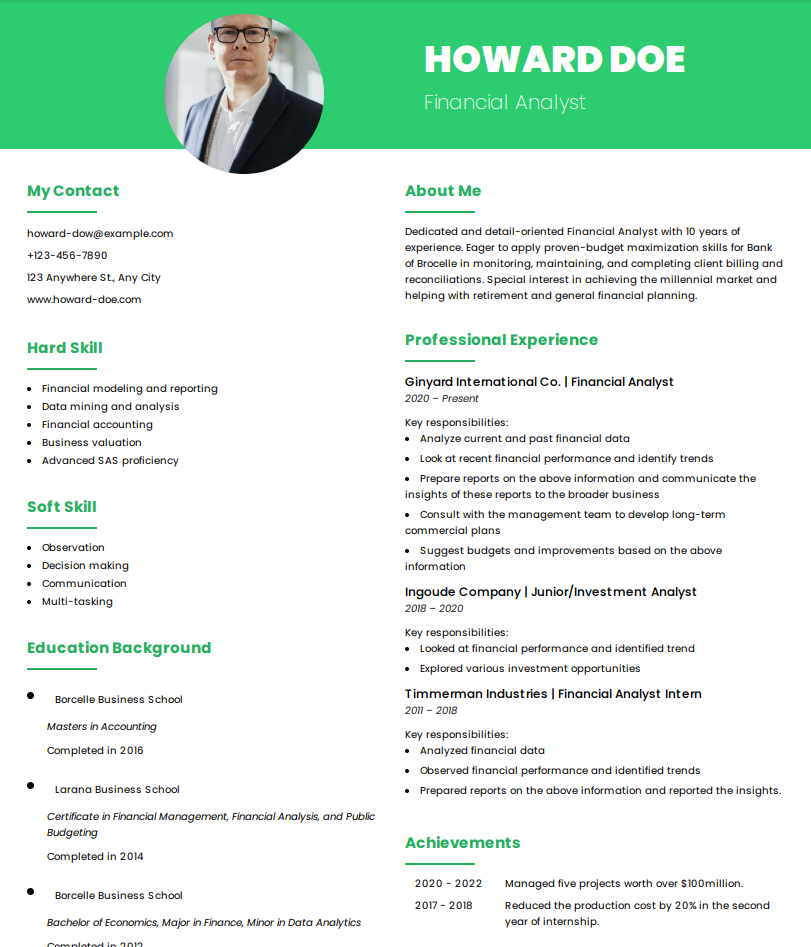 HOWARD DOE
Financial Analyst
My Contact
howard-dow@example.com
+123-456-7890
123 Anywhere St., Any City
www.howard-doe.com
Hard Skill
• Financial modeling and reporting
• Data mining and analysis
• Financial accounting
• Business valuation
• Advanced SAS proficiency
Soft Skill
• Observation
• Decision making
• Communication
• Multi-tasking
Education Background
• Borcelle Business School
Masters in Accounting
Completed in 2016
• Larana Business School
Certificate in Financial Management, Financial Analysis, and Public
Budgeting
Completed in 2014
• Borcelle Business School
Bachelor of Economics, Major in Finance, Minor in Data Analytics
Completed in 2012
About Me
Dedicated and detail-oriented Financial Analyst with 10 years of
experience. Eager to apply proven-budget maximization skills for Bank
of Brocelle in monitoring, maintaining, and completing client billing and
reconciliations. Special interest in achieving the millennial market and
helping with retirement and general financial planning.
Professional Experience
Ginyard International Co. | Financial Analyst
2020 – Present
Key responsibilities:
• Analyze current and past financial data
• Look at recent financial performance and identify trends
• Prepare reports on the above information and communicate the
insights of these reports to the broader business
• Consult with the management team to develop long-term
commercial plans
• Suggest budgets and improvements based on the above
information
Ingoude Company | Junior/Investment Analyst
2018 – 2020
Key responsibilities:
• Looked at financial performance and identified trend
• Explored various investment opportunities
Timmerman Industries | Financial Analyst Intern
2011 – 2018
Key responsibilities:
• Analyzed financial data
• Observed financial performance and identified trends
• Prepared reports on the above information and reported the insights.
Achievements
2020 - 2022 Managed five projects worth over $100million.
2017 - 2018 Reduced the production cost by 20% in the second
year of internship.